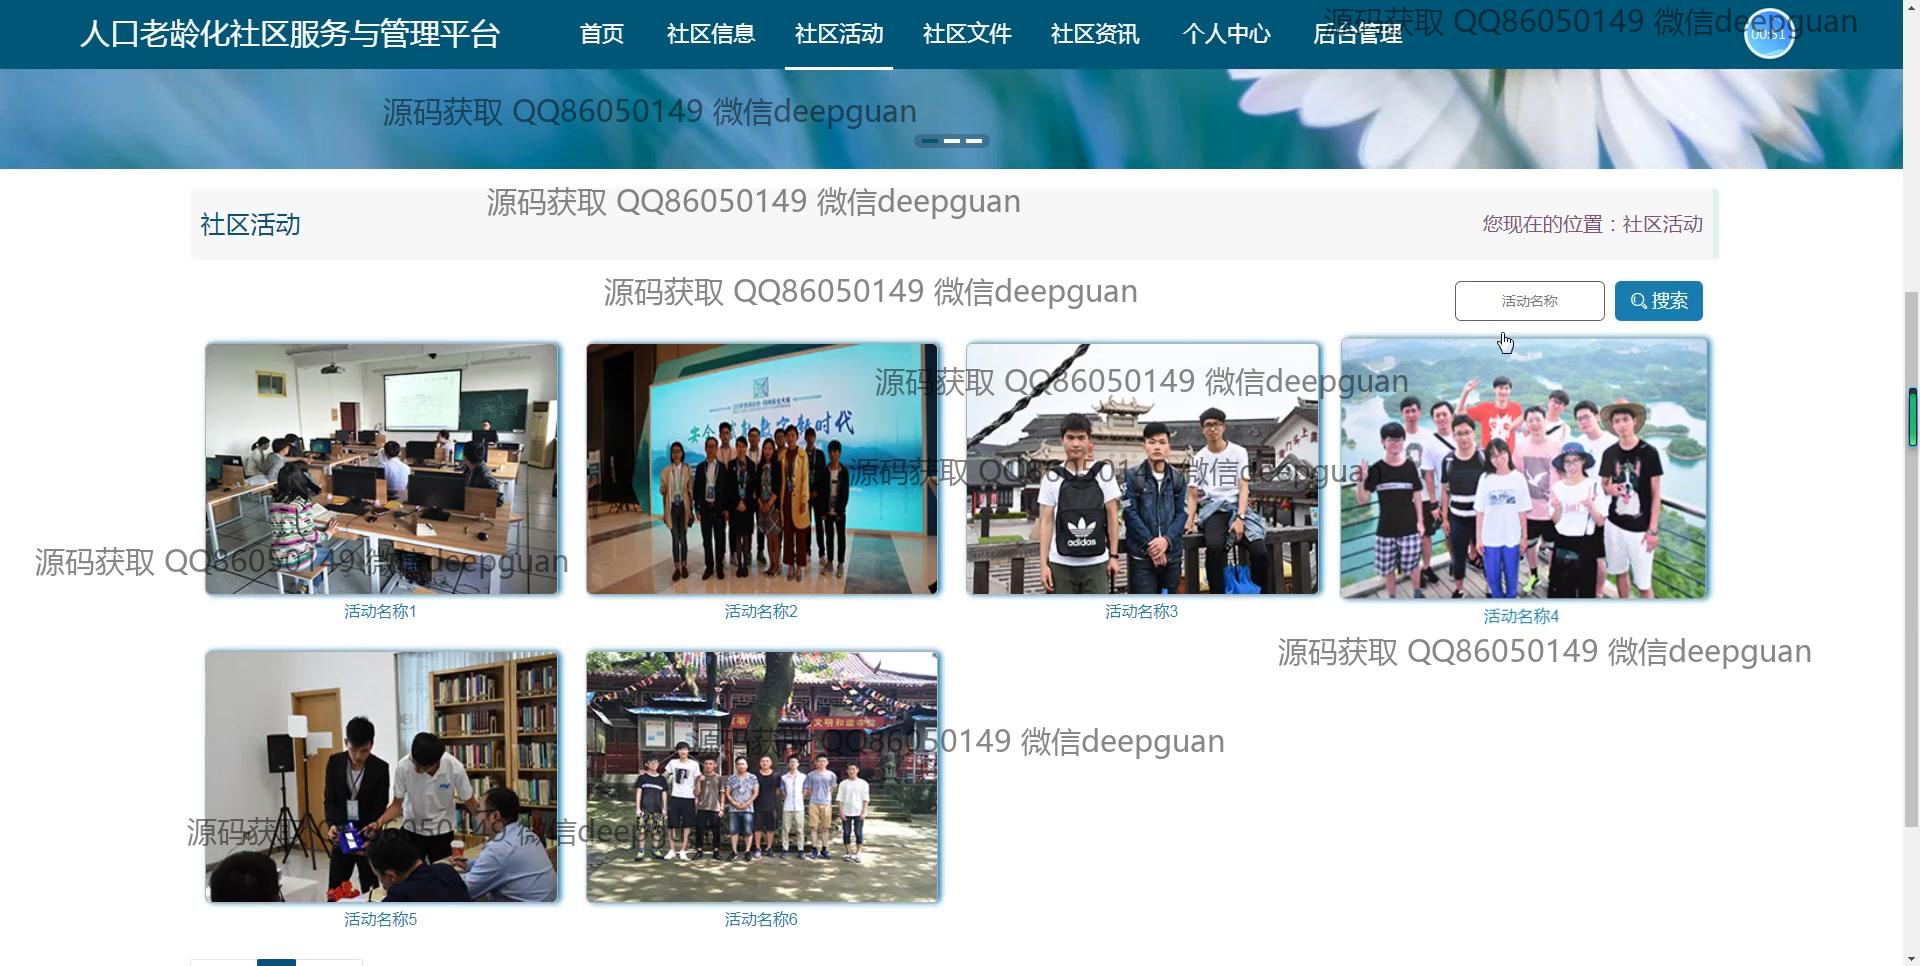 人口老龄化社区服务与管理平台
首页 社区信息 社区活动 社区文件 社区资讯 个人中心 后台管理
源码获取 QQ86050149 微信deepguan
00:51
源码获取 QQ86050149 微信deepguan
源码获取 QQ86050149 微信deepguan
社区活动
您现在的位置：社区活动
源码获取 QQ86050149 微信deepguan
活动名称
搜索
源码获取 QQ86050149 微信deepguan
数字新时代
源码获取 QQ86050149 微信deepguan
adidas
源码获取 QQ86050149 微信deepguan
活动名称1
活动名称2
活动名称3
活动名称4
源码获取 QQ86050149 微信deepguan
文明和谐寺院
源码获取 QQ86050149 微信deepguan
源码获取 QQ86050149 微信deepguan
活动名称5
活动名称6